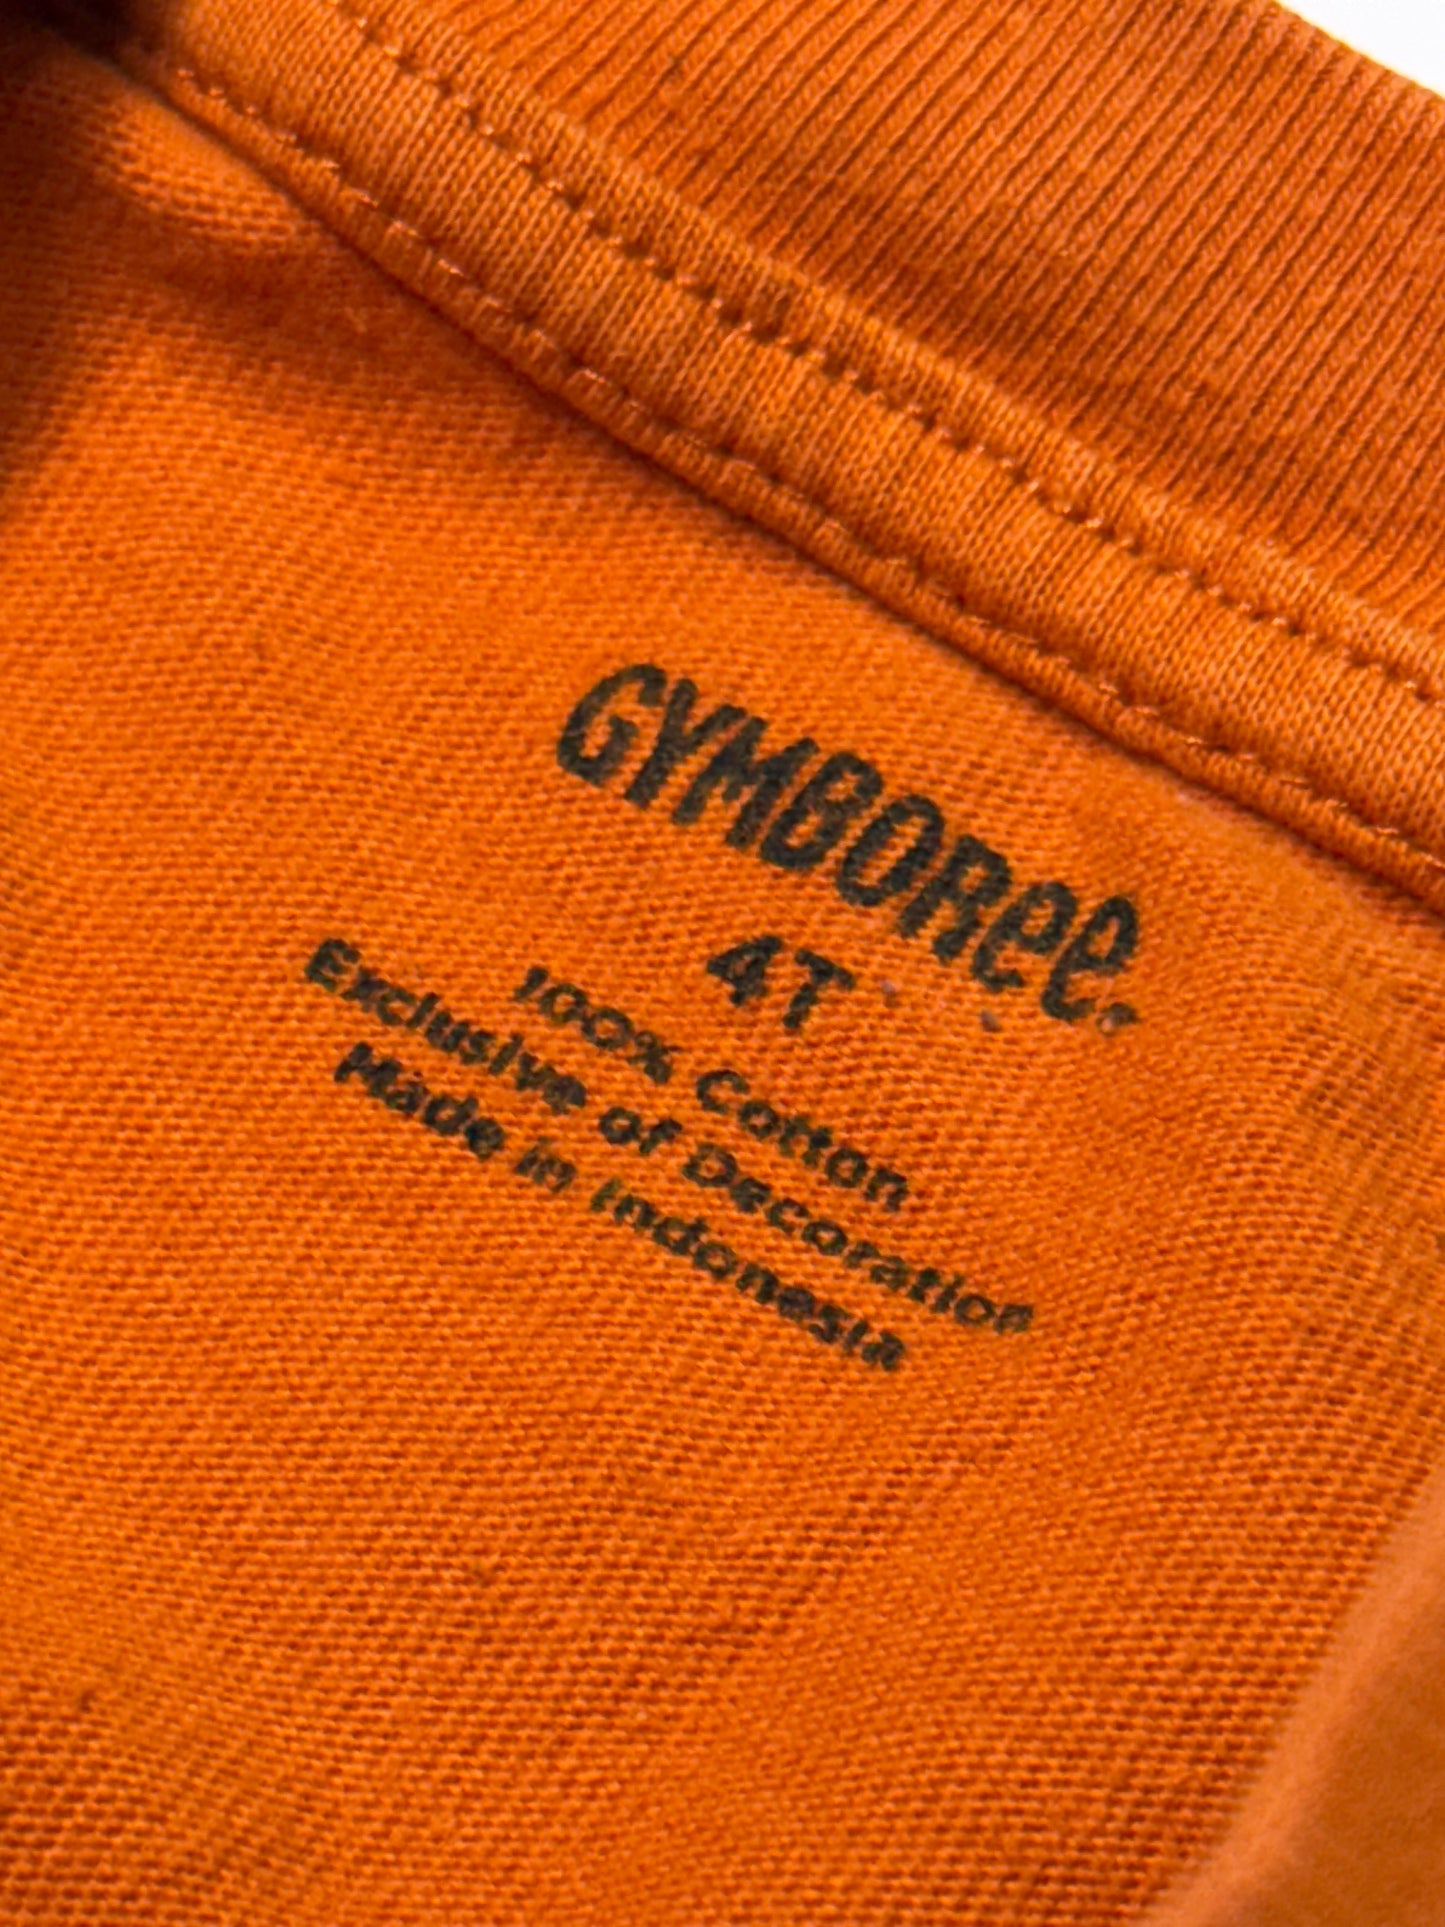 GYMBOREE.
4T
100% Cotton
Exclusive of Decoration
Made in Indonesia